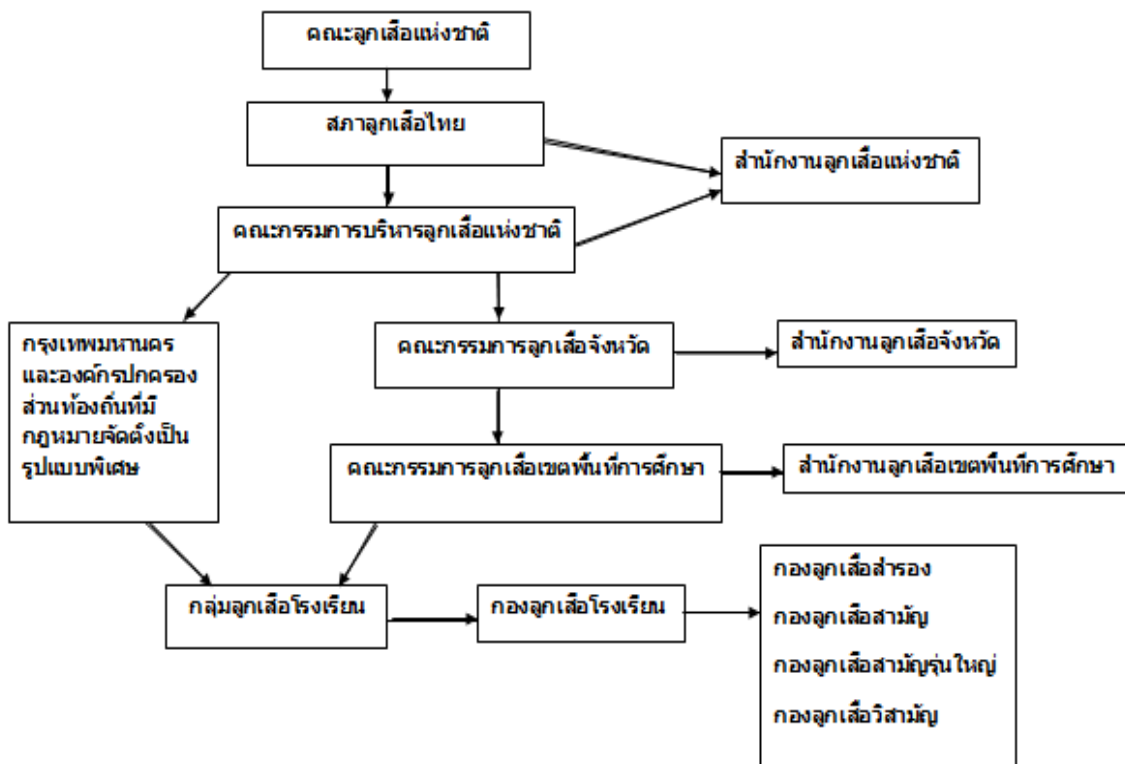 คณะลูกเสือแห่งชาติ
สภาลูกเสือไทย
สำนักงานลูกเสือแห่งชาติ
คณะกรรมการบริหารลูกเสือแห่งชาติ
กรุงเทพมหานคร
และองค์กรปกครอง
ส่วนท้องถิ่นที่มี
กฎหมายจัดตั้งเป็น
รูปแบบพิเศษ
คณะกรรมการลูกเสือจังหวัด
สำนักงานลูกเสือจังหวัด
คณะกรรมการลูกเสือเขตพื้นที่การศึกษา
สำนักงานลูกเสือเขตพื้นที่การศึกษา
กลุ่มลูกเสือโรงเรียน
กองลูกเสือโรงเรียน
กองลูกเสือสำรอง
กองลูกเสือสามัญ
กองลูกเสือสามัญรุ่นใหญ่
กองลูกเสือวิสามัญ